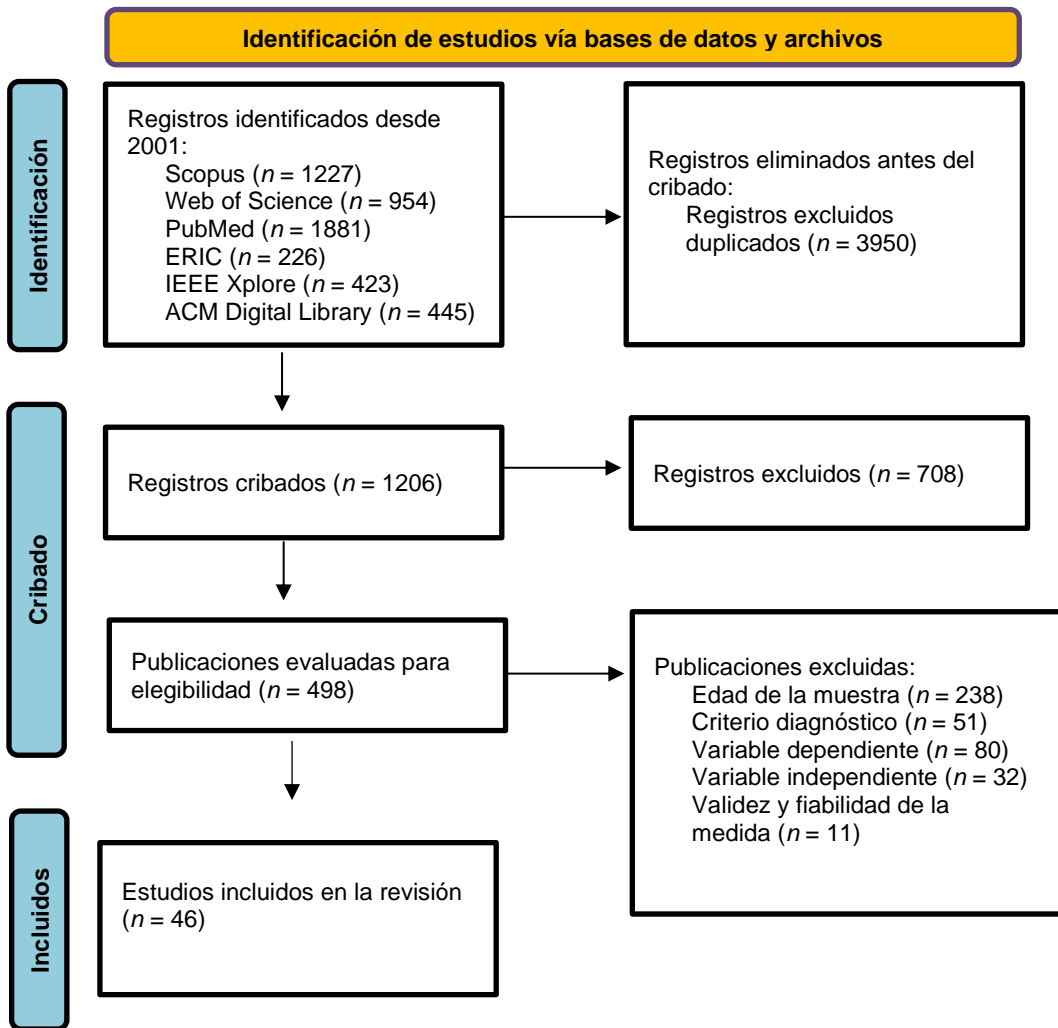 Identificación de estudios vía bases de datos y archivos
Identificación
Registros identificados desde
2001:
Scopus (n = 1227)
Web of Science (n = 954)
PubMed (n = 1881)
ERIC (n = 226)
IEEE Xplore (n = 423)
ACM Digital Library (n = 445)
Registros eliminados antes del
cribado:
Registros excluidos
duplicados (n = 3950)
Cribado
Registros cribados (n = 1206)
Registros excluidos (n = 708)
Publicaciones evaluadas para
elegibilidad (n = 498)
Publicaciones excluidas:
Edad de la muestra (n = 238)
Criterio diagnóstico (n = 51)
Variable dependiente (n = 80)
Variable independiente (n = 32)
Validez y fiabilidad de la
medida (n = 11)
Incluidos
Estudios incluidos en la revisión
(n = 46)